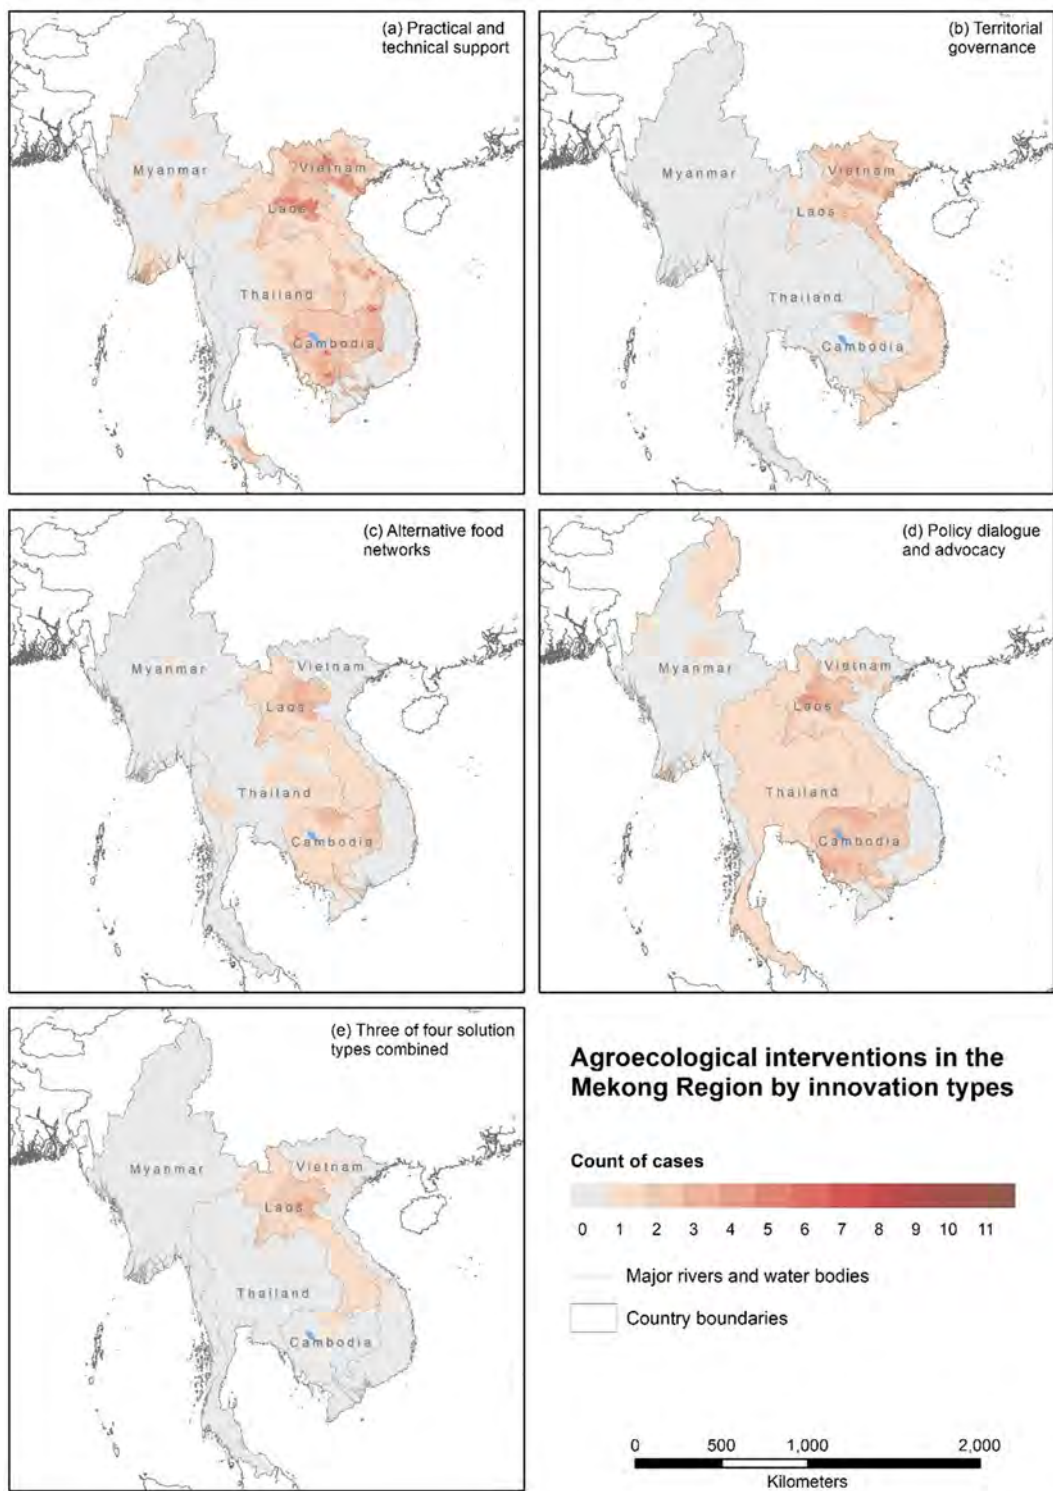 (a) Practical and
technical support
Myanmar
Vietnam
Laos
Thailand
Cambodia
(b) Territorial
governance
Myanmar
Vietnam
Laos
Thailand
Cambodia
(c) Alternative food
networks
Myanmar
Vietnam
Laos
Thailand
Cambodia
(d) Policy dialogue
and advocacy
Myanmar
Vietnam
Laos
Thailand
Cambodia
(e) Three of four solution
types combined
Myanmar
Vietnam
Laos
Thailand
Cambodia
Agroecological interventions in the
Mekong Region by innovation types
Count of cases
0 1 2 3 4 5 6 7 8 9 10 11
Major rivers and water bodies
Country boundaries
0 500 1,000 2,000
Kilometers